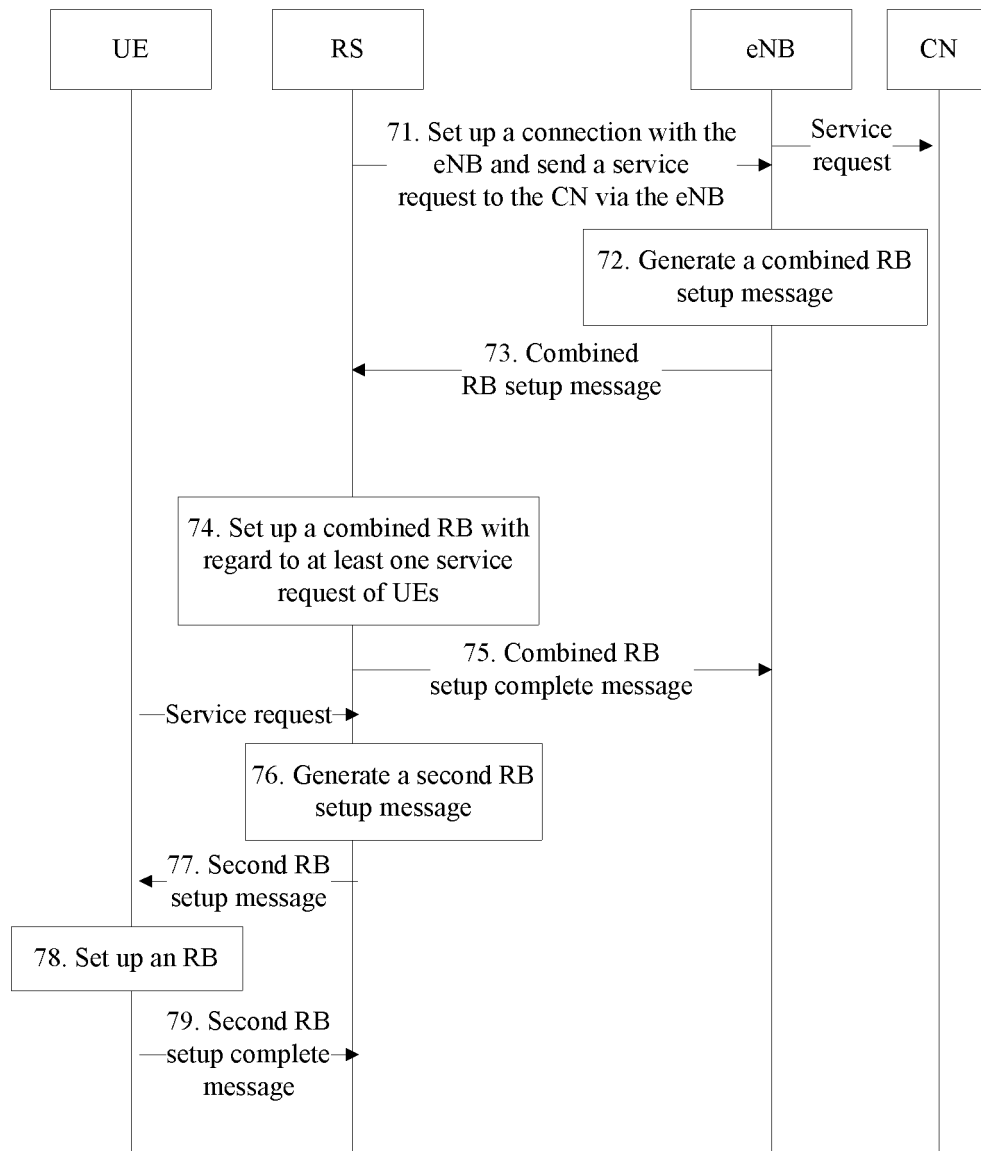 UE
RS
eNB
CN
71. Set up a connection with the
eNB and send a service
request to the CN via the eNB
Service
request
72. Generate a combined RB
setup message
73. Combined
RB setup message
74. Set up a combined RB with
regard to at least one service
request of UEs
75. Combined RB
setup complete message
Service request
76. Generate a second RB
setup message
77. Second RB
setup message
78. Set up an RB
79. Second RB
setup complete
message